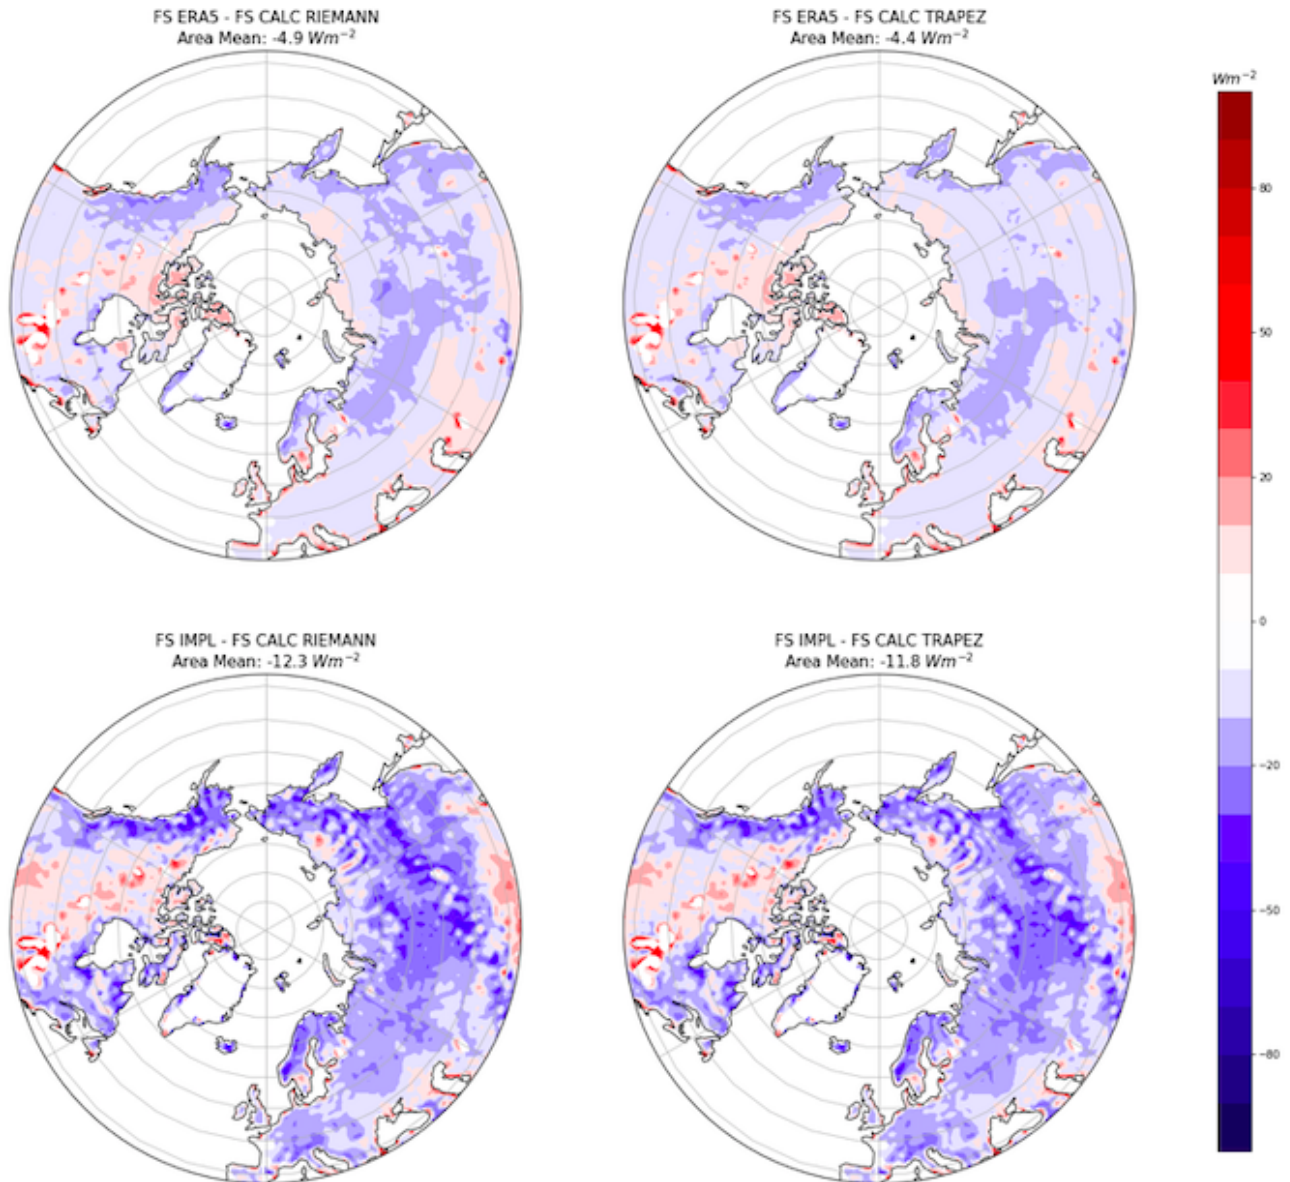 FS ERA5 - FS CALC RIEMANN
Area Mean: -4.9 Wm⁻²
FS ERA5 - FS CALC TRAPEZ
Area Mean: -4.4 Wm⁻²
Wm⁻²
80
50
20
0
−20
−50
−80
FS IMPL - FS CALC RIEMANN
Area Mean: -12.3 Wm⁻²
FS IMPL - FS CALC TRAPEZ
Area Mean: -11.8 Wm⁻²